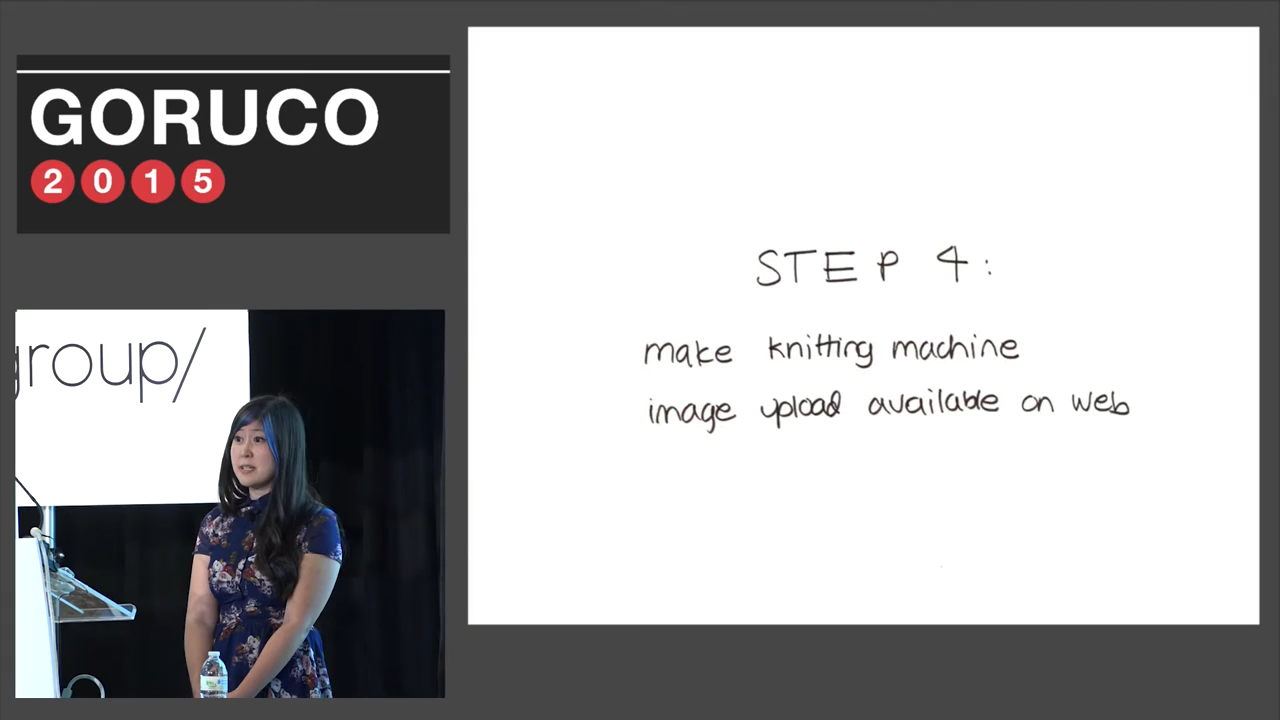 GORUCO
2015
group/
STEP 4:
make knitting machine
image upload available on web